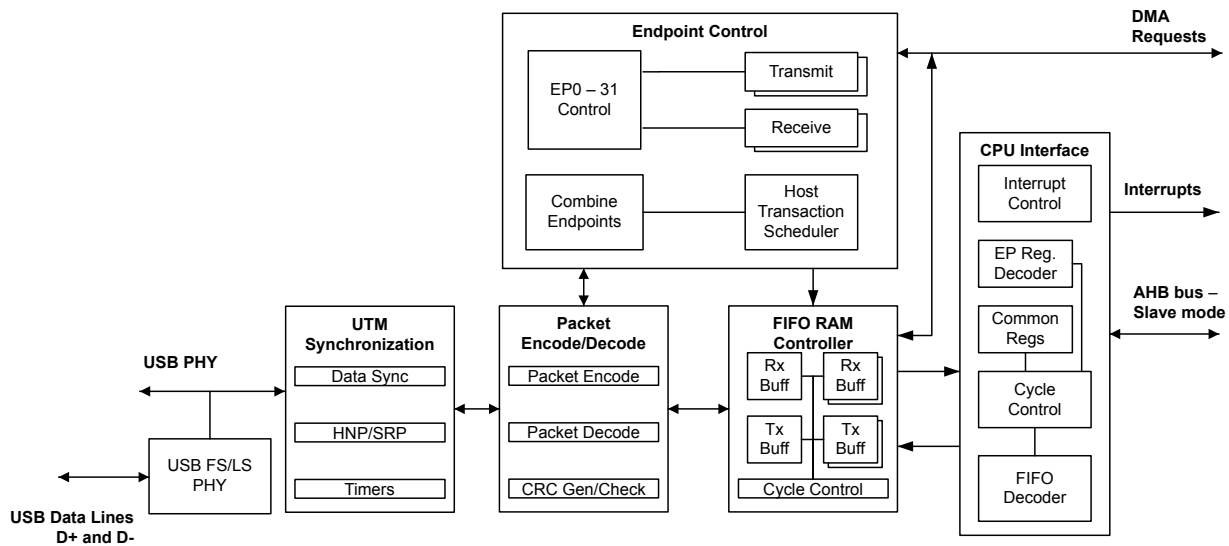 Endpoint Control
EP0 – 31
Control
Transmit
Receive
Combine
Endpoints
Host
Transaction
Scheduler
DMA
Requests
CPU Interface
Interrupt
Control
EP Reg.
Decoder
Common
Regs
Cycle
Control
FIFO
Decoder
Interrupts
AHB bus –
Slave mode
UTM
Synchronization
Data Sync
HNP/SRP
Timers
Packet
Encode/Decode
Packet Encode
Packet Decode
CRC Gen/Check
FIFO RAM
Controller
Rx
Buff
Rx
Buff
Tx
Buff
Tx
Buff
Cycle Control
USB PHY
USB FS/LS
PHY
USB Data Lines
D+ and D-